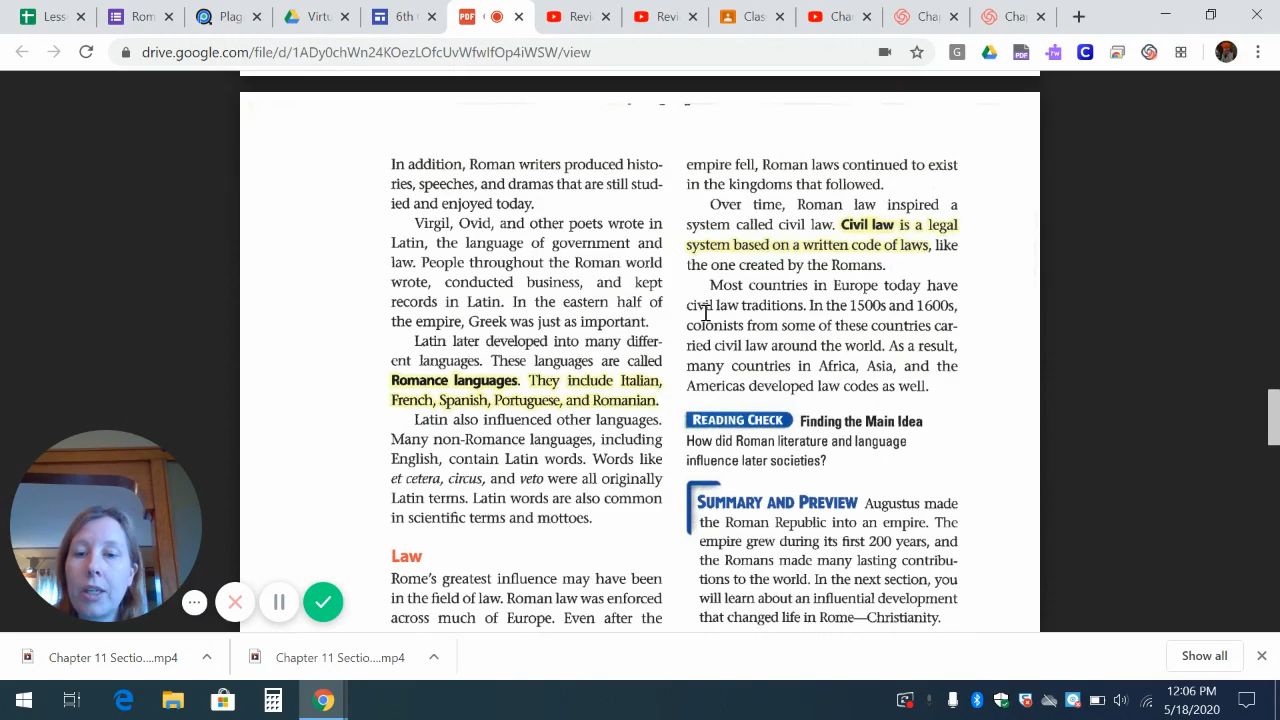 Less
Rom
Plag
Virtu
6th
PDF
Revi
Revi
Clas
Cha
Chap
Chap
drive.google.com/file/d/1ADy0chWn24KOezLOfcUvWfwIfOp4iWSW/view
In addition, Roman writers produced histo-
ries, speeches, and dramas that are still stud-
ied and enjoyed today.
Virgil, Ovid, and other poets wrote in
Latin, the language of government and
law. People throughout the Roman world
wrote, conducted business, and kept
records in Latin. In the eastern half of
the empire, Greek was just as important.
Latin later developed into many differ-
ent languages. These languages are called
Romance languages. They include Italian,
French, Spanish, Portuguese, and Romanian.
Latin also influenced other languages.
Many non-Romance languages, including
English, contain Latin words. Words like
et cetera, circus, and veto were all originally
Latin terms. Latin words are also common
in scientific terms and mottoes.
Law
Rome's greatest influence may have been
in the field of law. Roman law was enforced
across much of Europe. Even after the
empire fell, Roman laws continued to exist
in the kingdoms that followed.
Over time, Roman law inspired a
system called civil law. Civil law is a legal
system based on a written code of laws, like
the one created by the Romans.
Most countries in Europe today have
civil law traditions. In the 1500s and 1600s,
colonists from some of these countries car-
ried civil law around the world. As a result,
many countries in Africa, Asia, and the
Americas developed law codes as well.
READING CHECK Finding the Main Idea
How did Roman literature and language
influence later societies?
SUMMARY AND PREVIEW Augustus made
the Roman Republic into an empire. The
empire grew during its first 200 years, and
the Romans made many lasting contribu-
tions to the world. In the next section, you
will learn about an influential development
that changed life in Rome—Christianity.
Chapter 11 Sectio....mp4
Chapter 11 Sectio....mp4
Show all
12:06 PM
5/18/2020